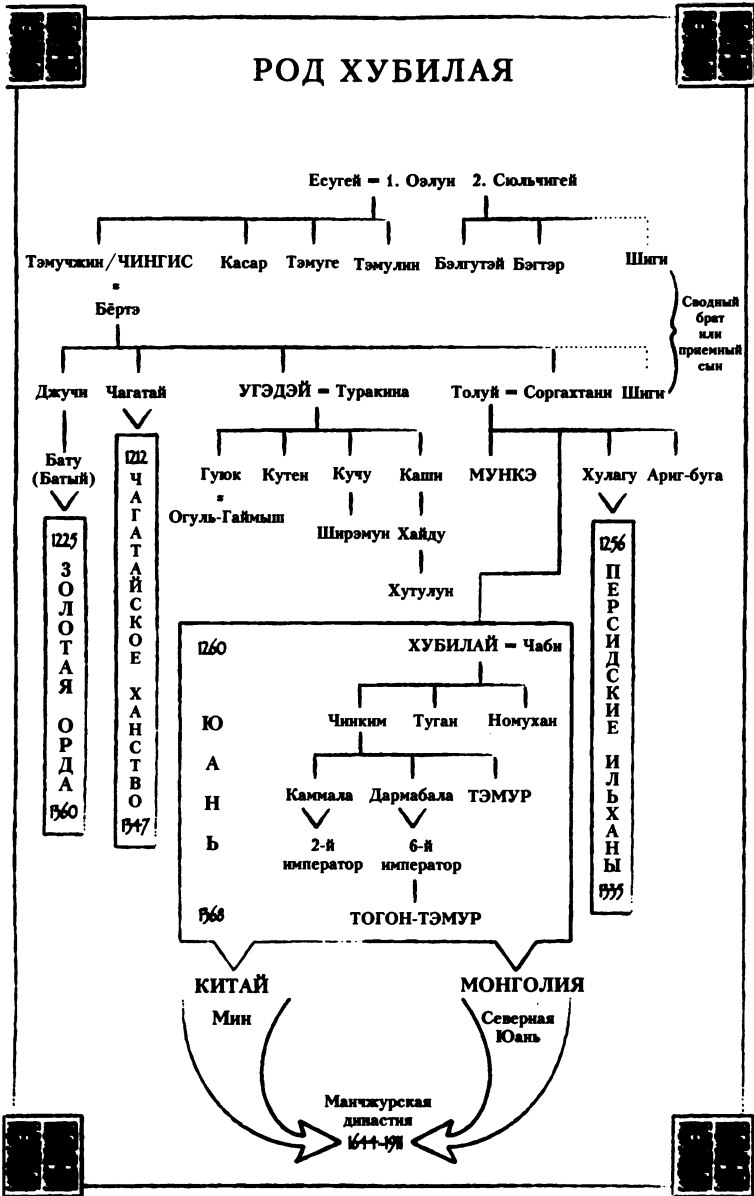 РОД ХУБИЛАЯ
Есугей = 1. Оэлун 2. Сюльчигей
Тэмучжин/ЧИНГИС Касар Тэмуге Тэмулин Бэлгутэй Бэгтэр Шиги
=
Бёртэ
Сводный
брат
или
приемный
сын
Джучи Чагатай УГЭДЭЙ = Туракина Толуй = Соргахтани Шиги
Бату
(Батый)
Гуюк Кутен Кучу Каши МУНКЭ Хулагу Ариг-буга
=
Огуль-Гаймыш
Ширэмун Хайду
Хутулун
1225
ЗОЛОТАЯ ОРДА
1360
1212
ЧАГАТАЙСКОЕ ХАНСТВО
1347
1256
ПЕРСИДСКИЕ ИЛЬХАНЫ
1335
1260
ЮАНЬ
1368
ХУБИЛАЙ = Чаби
Чинким Туган Номухан
Каммала Дармабала ТЭМУР
2-й
император
6-й
император
ТОГОН-ТЭМУР
КИТАЙ
Мин
МОНГОЛИЯ
Северная
Юань
Манчжурская
династия
1644–1911